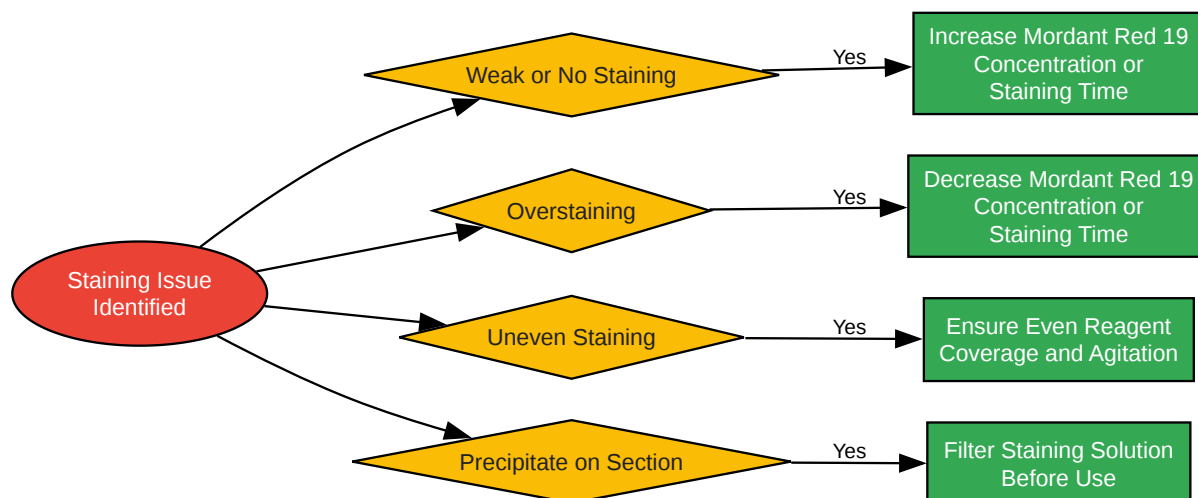 Staining Issue
Identified
Weak or No Staining
Yes
Increase Mordant Red 19
Concentration or
Staining Time
Overstaining
Yes
Decrease Mordant Red 19
Concentration or
Staining Time
Uneven Staining
Yes
Ensure Even Reagent
Coverage and Agitation
Precipitate on Section
Yes
Filter Staining Solution
Before Use